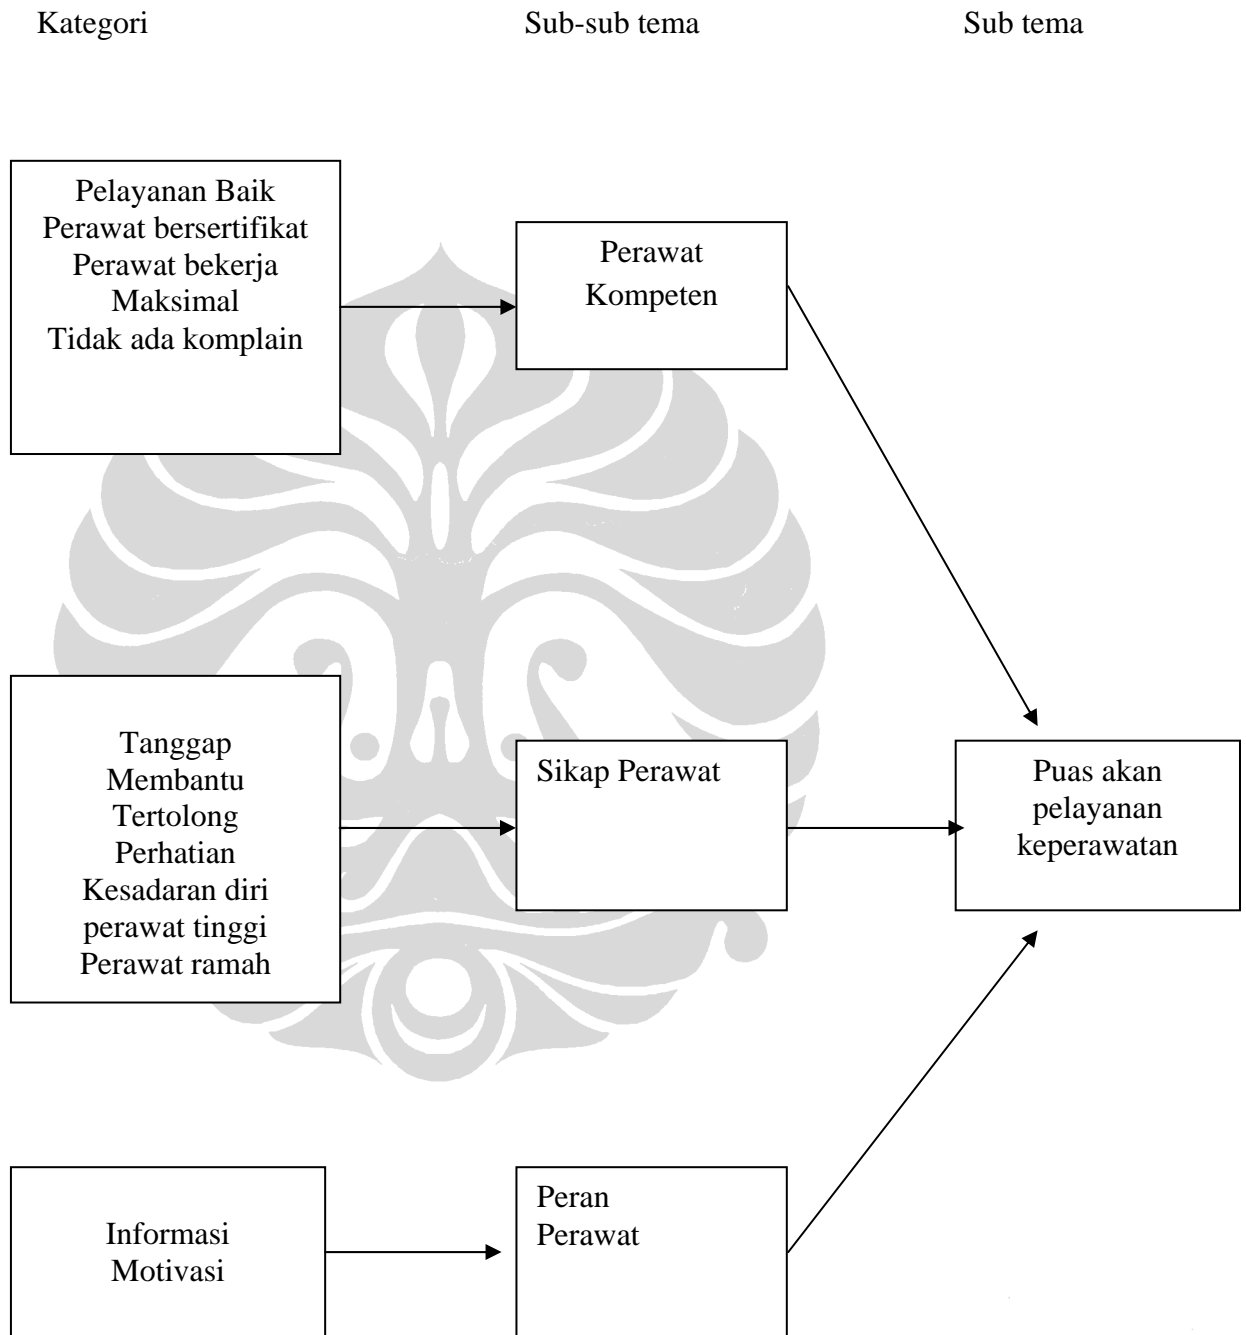 Kategori
Sub-sub tema
Sub tema
Pelayanan Baik
Perawat bersertifikat
Perawat bekerja
Maksimal
Tidak ada komplain
Perawat
Kompeten
Tanggap
Membantu
Tertolong
Perhatian
Kesadaran diri
perawat tinggi
Perawat ramah
Sikap Perawat
Puas akan
pelayanan
keperawatan
Informasi
Motivasi
Peran
Perawat